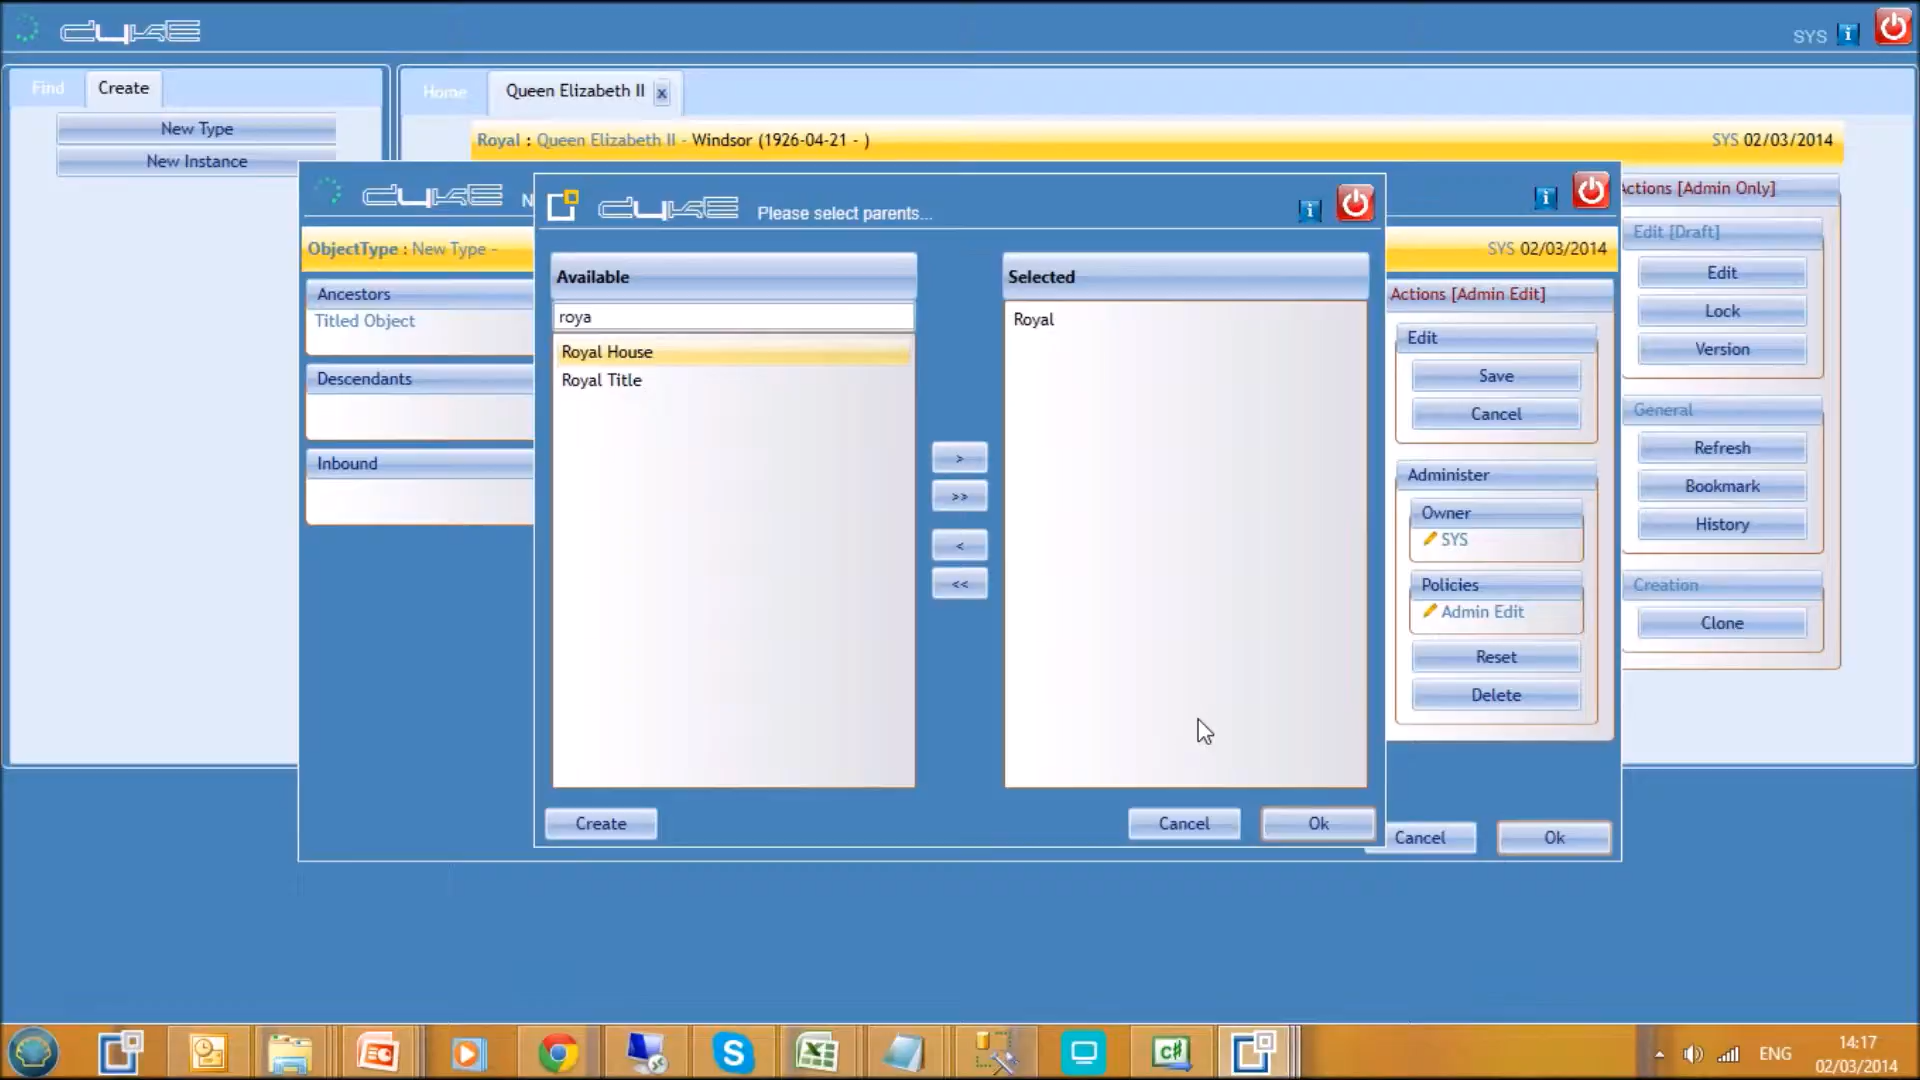 cuke
SYS
Find
Create
Home
Queen Elizabeth II
x
New Type
New Instance
Royal : Queen Elizabeth II - Windsor (1926-04-21 - )
SYS 02/03/2014
Actions [Admin Only]
Edit [Draft]
Edit
Lock
Version
General
Refresh
Bookmark
History
Creation
Clone
cuke
N
ObjectType : New Type -
SYS 02/03/2014
Ancestors
Titled Object
Descendants
Inbound
Actions [Admin Edit]
Edit
Save
Cancel
Administer
Owner
SYS
Policies
Admin Edit
Reset
Delete
Cancel
Ok
cuke
Please select parents...
Available
roya
Royal House
Royal Title
>
>>
<
<<
Selected
Royal
Create
Cancel
Ok
ENG
14:17
02/03/2014